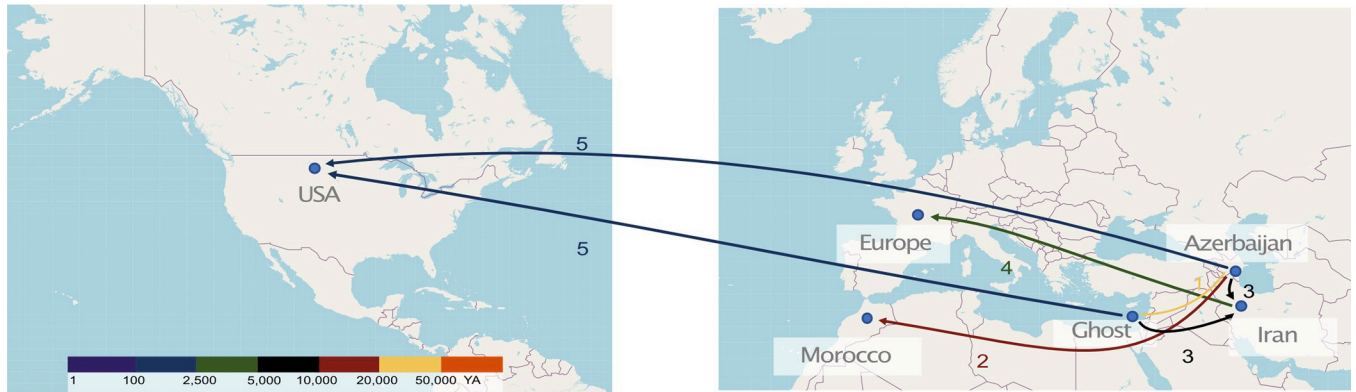 5
USA
5
Europe
Azerbaijan
4
1
3
Ghost
Iran
Morocco
2
3
1 100 2,500 5,000 10,000 20,000 50,000 YA